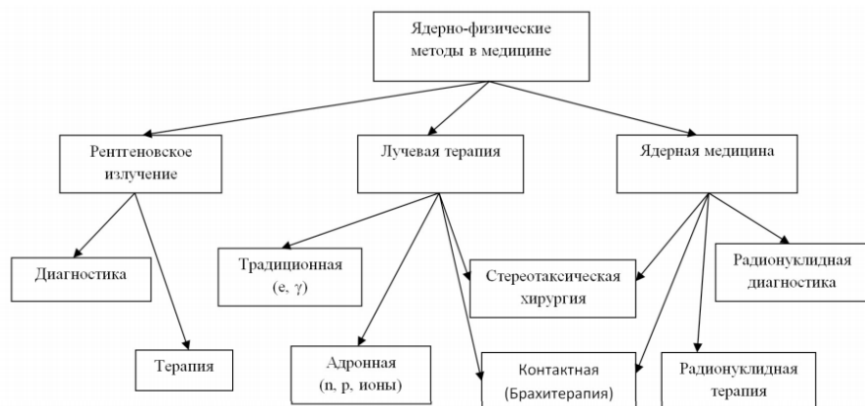 Ядерно-физические
методы в медицине
Рентгеновское
излучение
Лучевая терапия
Ядерная медицина
Диагностика
Традиционная
(е, γ)
Стереотаксическая
хирургия
Радионуклидная
диагностика
Терапия
Адронная
(n, p, ионы)
Контактная
(Брахитерапия)
Радионуклидная
терапия